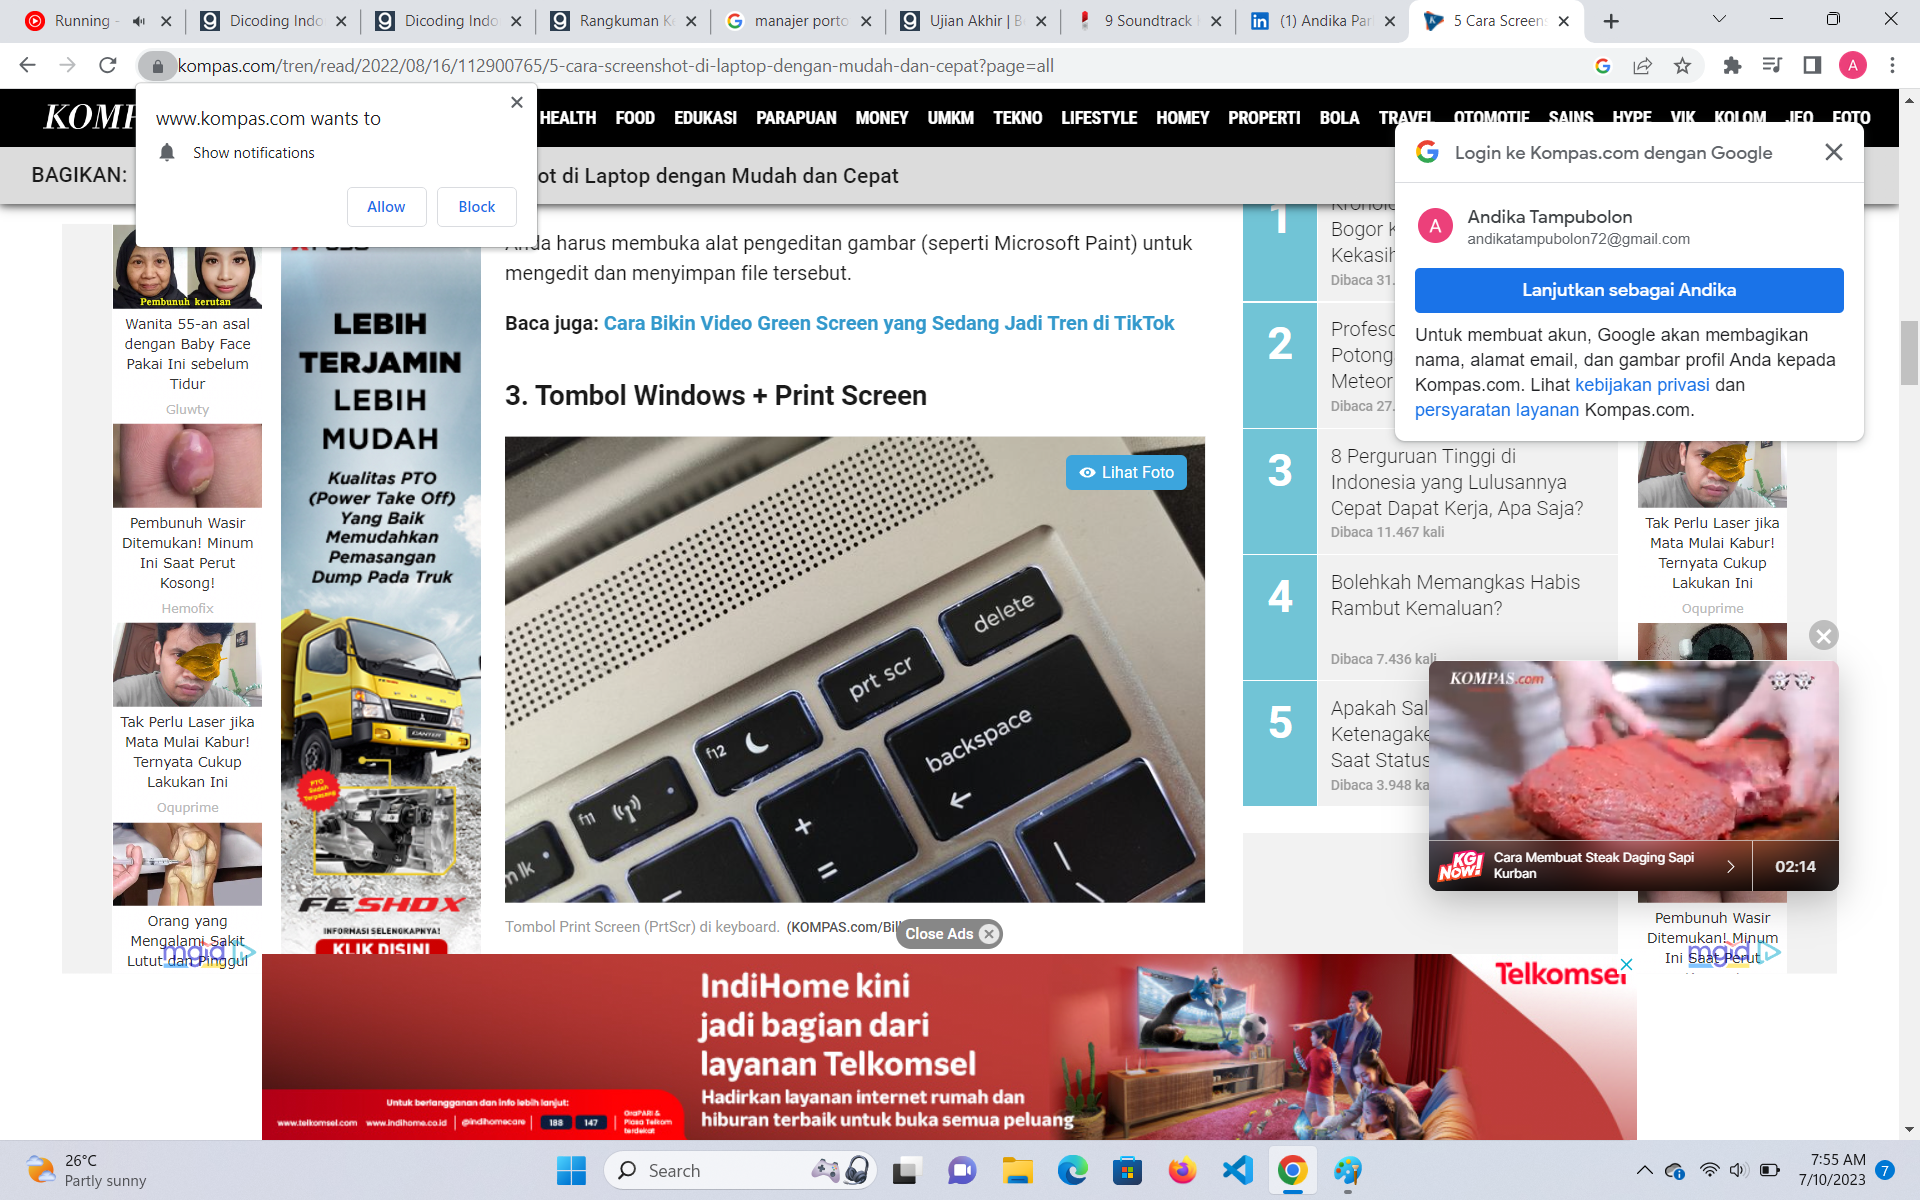 Running -
Dicoding Indo
Dicoding Indo
Rangkuman Ke
manajer porto
Ujian Akhir | B
9 Soundtrack
(1) Andika Par
5 Cara Screens
kompas.com/tren/read/2022/08/16/112900765/5-cara-screenshot-di-laptop-dengan-mudah-dan-cepat?page=all
A
www.kompas.com wants to
Show notifications
Allow
Block
KOMP
HEALTH FOOD EDUKASI PARAPUAN MONEY UMKM TEKNO LIFESTYLE HOMEY PROPERTI BOLA TRAVEL OTOMOTIF SAINS HYPE VIK KOLOM JEO FOTO
BAGIKAN:
ot di Laptop dengan Mudah dan Cepat
Login ke Kompas.com dengan Google
A
Andika Tampubolon
andikatampubolon72@gmail.com
Lanjutkan sebagai Andika
Untuk membuat akun, Google akan membagikan
nama, alamat email, dan gambar profil Anda kepada
Kompas.com. Lihat kebijakan privasi dan
persyaratan layanan Kompas.com.
Pembunuh kerutan
Wanita 55-an asal
dengan Baby Face
Pakai Ini sebelum
Tidur
Gluwty
Pembunuh Wasir
Ditemukan! Minum
Ini Saat Perut
Kosong!
Hemofix
Tak Perlu Laser jika
Mata Mulai Kabur!
Ternyata Cukup
Lakukan Ini
Oquprime
Orang yang
Mengalami Sakit
Lutut dan Pinggul
mgid
LEBIH
TERJAMIN
LEBIH
MUDAH
Kualitas PTO
(Power Take Off)
Yang Baik
Memudahkan
Pemasangan
Dump Pada Truk
CANTER
PTO
Sudah
Terpasang
FE SHDX
INFORMASI SELENGKAPNYA!
KLIK DISINI
Anda harus membuka alat pengeditan gambar (seperti Microsoft Paint) untuk
mengedit dan menyimpan file tersebut.
Baca juga: Cara Bikin Video Green Screen yang Sedang Jadi Tren di TikTok
3. Tombol Windows + Print Screen
Lihat Foto
delete
prt scr
backspace
f12
f11
m lk
+
=
Tombol Print Screen (PrtScr) di keyboard. (KOMPAS.com/Bil
Close Ads
1
Bogor K
Kekasih
Dibaca 31.
2
Profeso
Potong
Meteor
Dibaca 27.
3
8 Perguruan Tinggi di
Indonesia yang Lulusannya
Cepat Dapat Kerja, Apa Saja?
Dibaca 11.467 kali
4
Bolehkah Memangkas Habis
Rambut Kemaluan?
Dibaca 7.436 kali
5
Apakah Sal
Ketenagake
Saat Status
Dibaca 3.948 ka
Tak Perlu Laser jika
Mata Mulai Kabur!
Ternyata Cukup
Lakukan Ini
Oquprime
KOMPAS.com
KG NOW!
Cara Membuat Steak Daging Sapi
Kurban
02:14
Pembunuh Wasir
Ditemukan! Minum
Ini Saat Perut
mgid
IndiHome kini
jadi bagian dari
layanan Telkomsel
Hadirkan layanan internet rumah dan
hiburan terbaik untuk buka semua peluang
Telkomsel
Untuk berlangganan dan info lebih lanjut:
www.telkomsel.com www.indihome.co.id | @indihomecare | 188 147 | GraPARI &
Plasa Telkom
terdekat
26°C
Partly sunny
Search
7:55 AM
7/10/2023
7